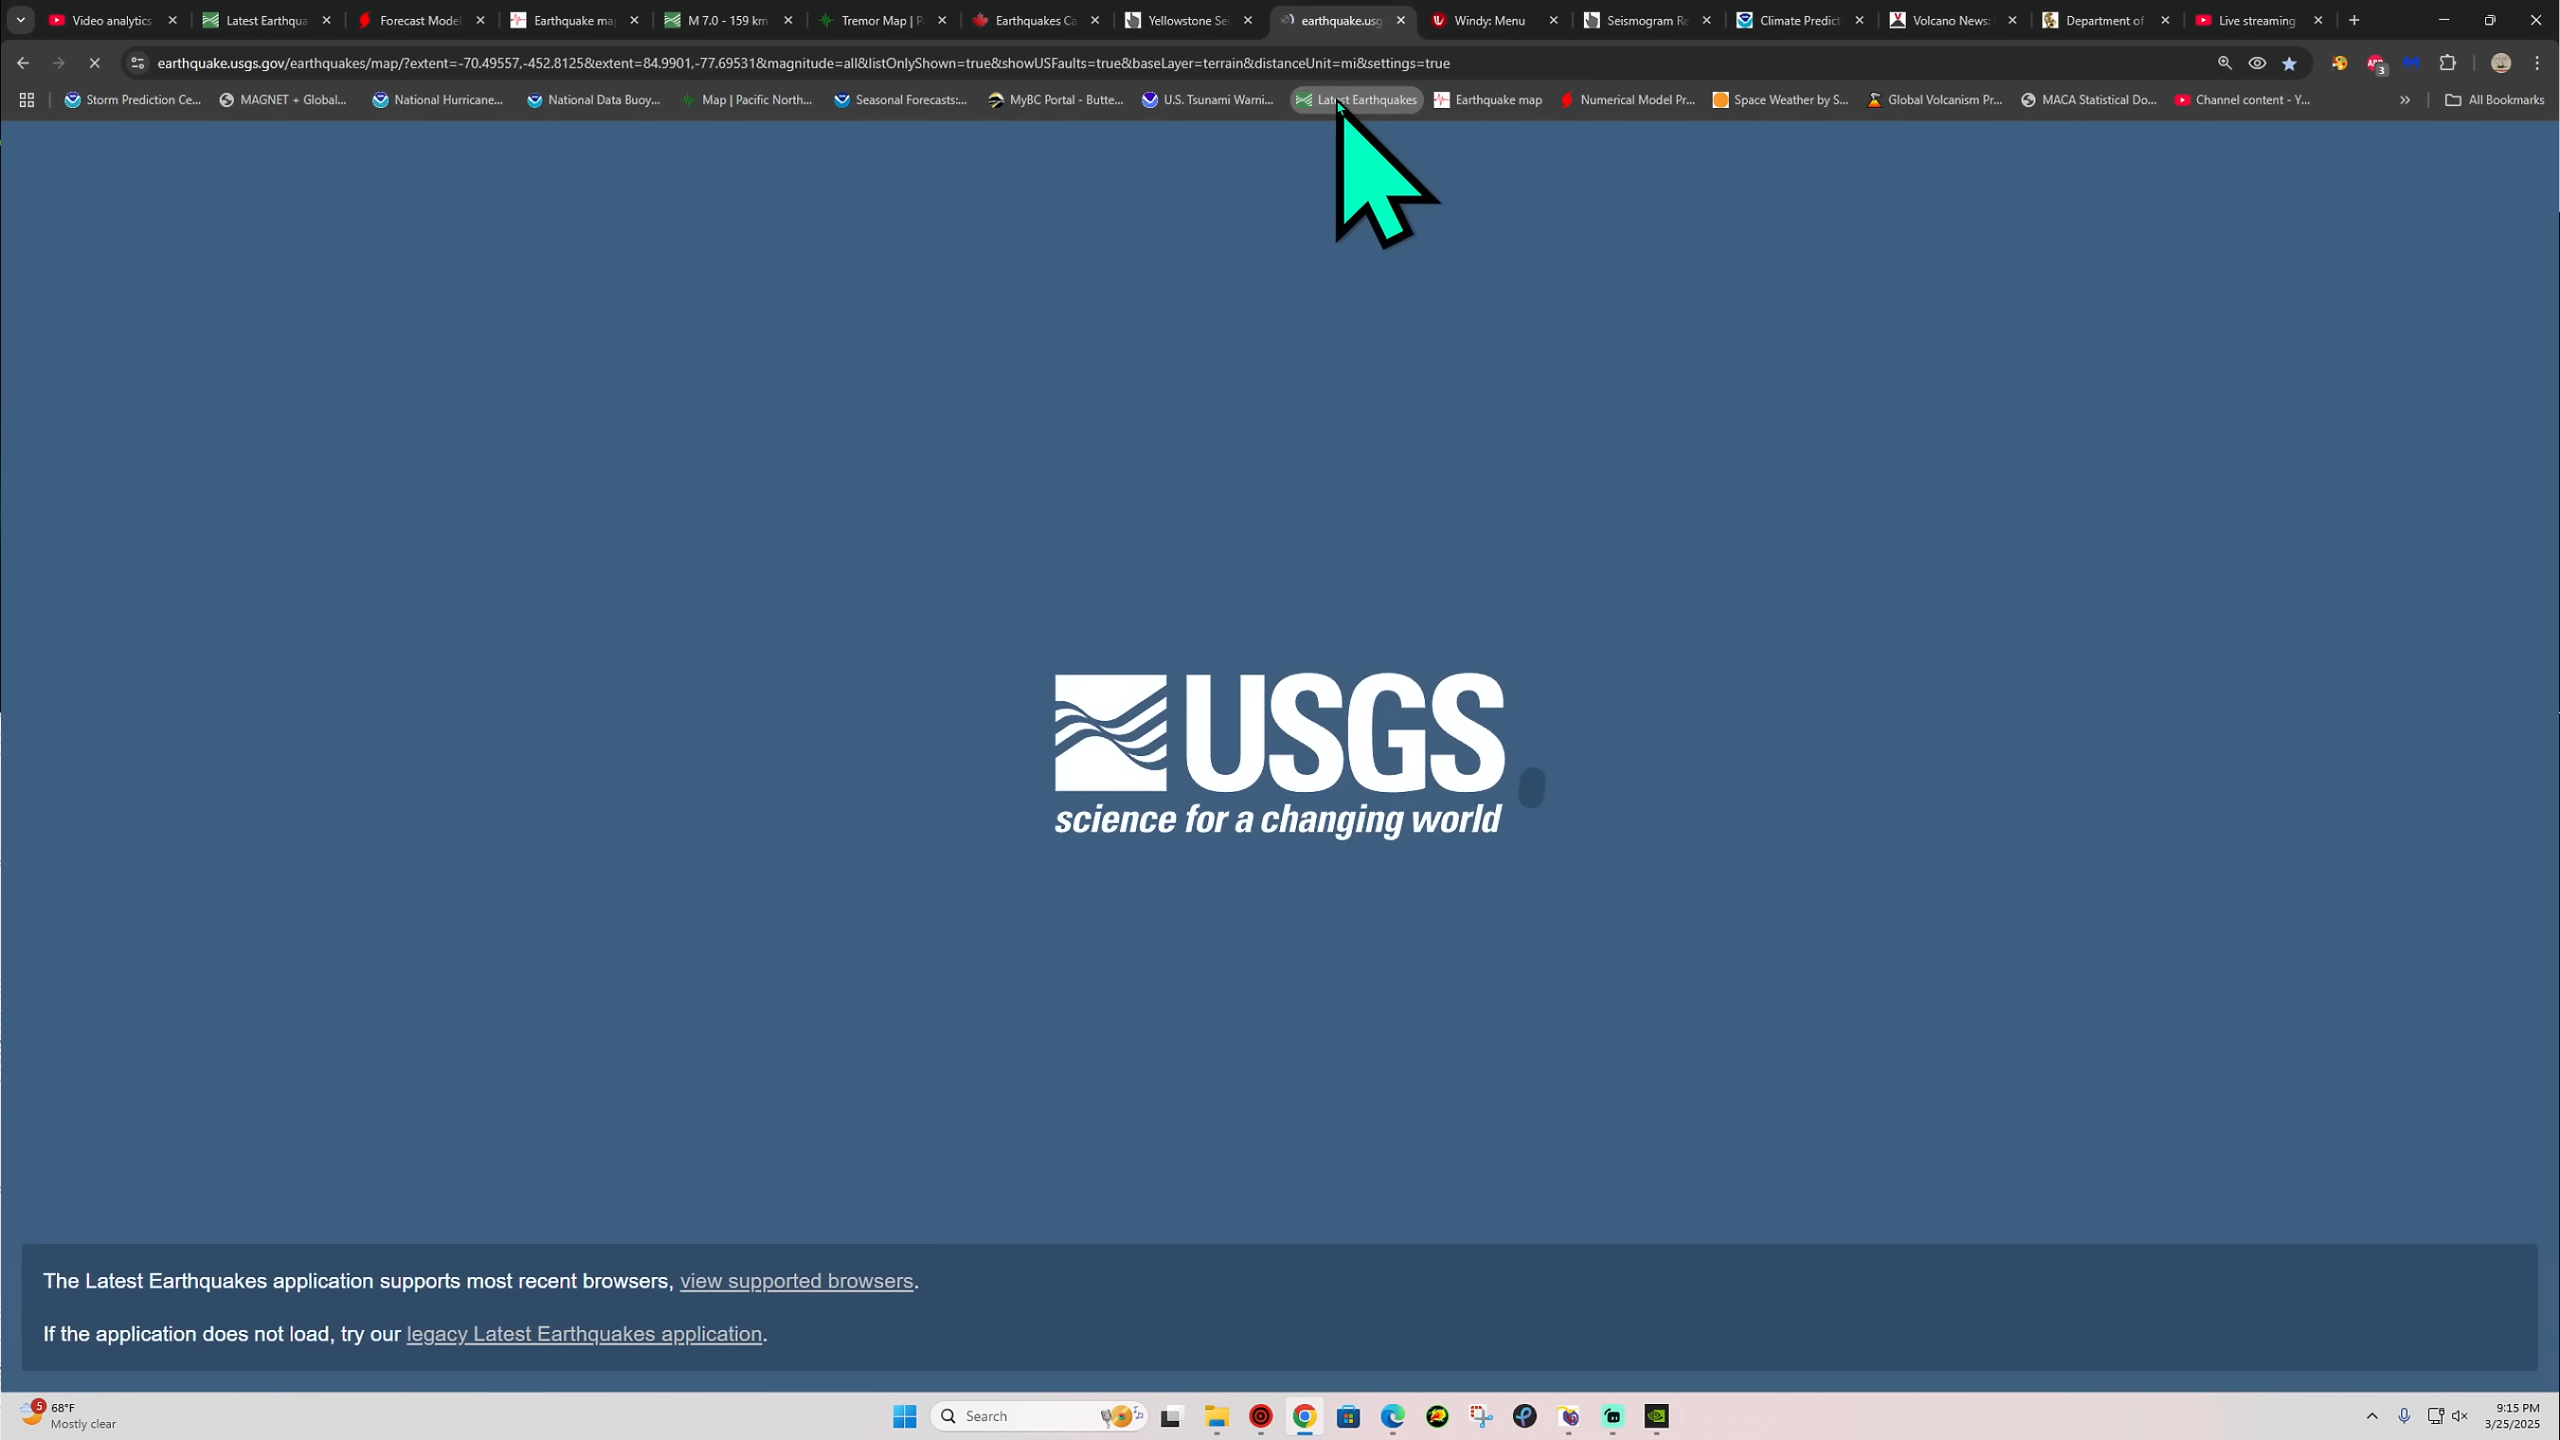 Video analytics
Latest Earthqua
Forecast Model
Earthquake ma
M 7.0 - 159 km
Tremor Map | P
Earthquakes Ca
Yellowstone Sei
earthquake.usg
Windy: Menu
Seismogram Re
Climate Predict
Volcano News:
Department of
Live streaming
earthquake.usgs.gov/earthquakes/map/?extent=-70.49557,-452.8125&extent=84.9901,-77.69531&magnitude=all&listOnlyShown=true&showUSFaults=true&baseLayer=terrain&distanceUnit=mi&settings=true
3
Storm Prediction Ce...
MAGNET + Global...
National Hurricane...
National Data Buoy...
Map | Pacific North...
Seasonal Forecasts:...
MyBC Portal - Butte...
U.S. Tsunami Warni...
Latest Earthquakes
Earthquake map
Numerical Model Pr...
Space Weather by S...
Global Volcanism Pr...
MACA Statistical Do...
Channel content - Y...
All Bookmarks
USGS
science for a changing world
The Latest Earthquakes application supports most recent browsers, view supported browsers.
If the application does not load, try our legacy Latest Earthquakes application.
5
68°F
Mostly clear
Search
9:15 PM
3/25/2025